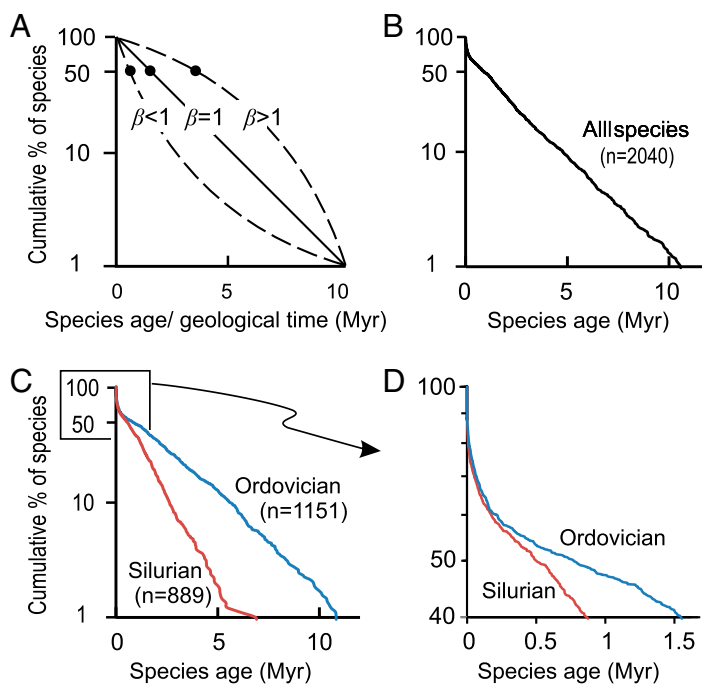 A
100
50
10
1
Cumulative % of species
β<1
β=1
β>1
0
5
10
Species age/ geological time (Myr)
B
100
50
10
1
Alllspecies
(n=2040)
0
5
10
Species age (Myr)
C
100
50
10
1
Cumulative % of species
Ordovician
(n=1151)
Silurian
(n=889)
0
5
10
Species age (Myr)
D
100
50
40
Ordovician
Silurian
0
0.5
1
1.5
Species age (Myr)